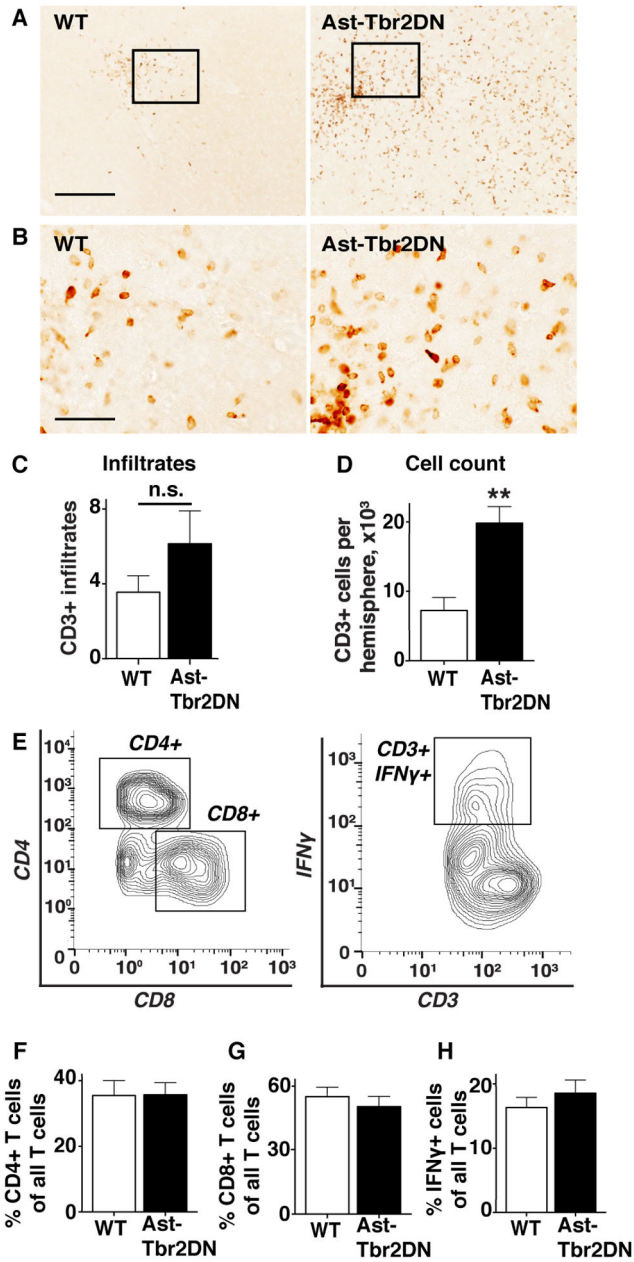 A
WT
Ast-Tbr2DN
B
WT
Ast-Tbr2DN
C
Infiltrates
n.s.
CD3+ infiltrates
8
4
0
WT
Ast-
Tbr2DN
D
Cell count
**
CD3+ cells per
hemisphere, x10³
20
10
0
WT
Ast-
Tbr2DN
E
CD4+
CD8+
CD4
10⁴
10³
10²
10¹
10⁰
0
0
10⁰
10¹
10²
10³
CD8
CD3+
IFNγ+
IFNγ
10³
10¹
0
0
10¹
10²
10³
CD3
F
% CD4+ T cells
of all T cells
40
20
0
WT
Ast-
Tbr2DN
G
% CD8+ T cells
of all T cells
60
30
0
WT
Ast-
Tbr2DN
H
% IFNγ+ cells
of all T cells
20
10
0
WT
Ast-
Tbr2DN